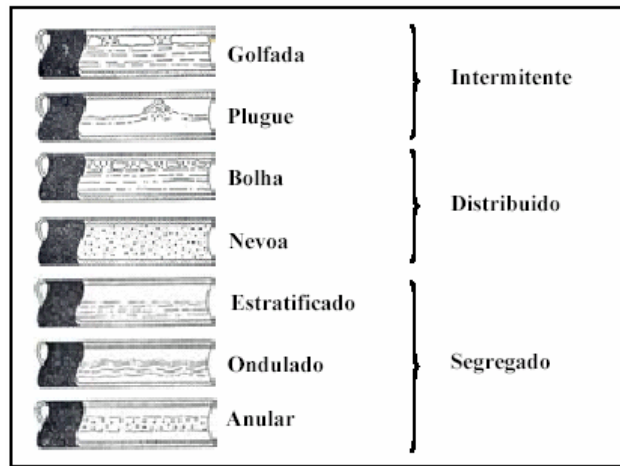 Golfada
Intermitente
Plugue
Bolha
Distribuido
Nevoa
Estratificado
Ondulado
Segregado
Anular